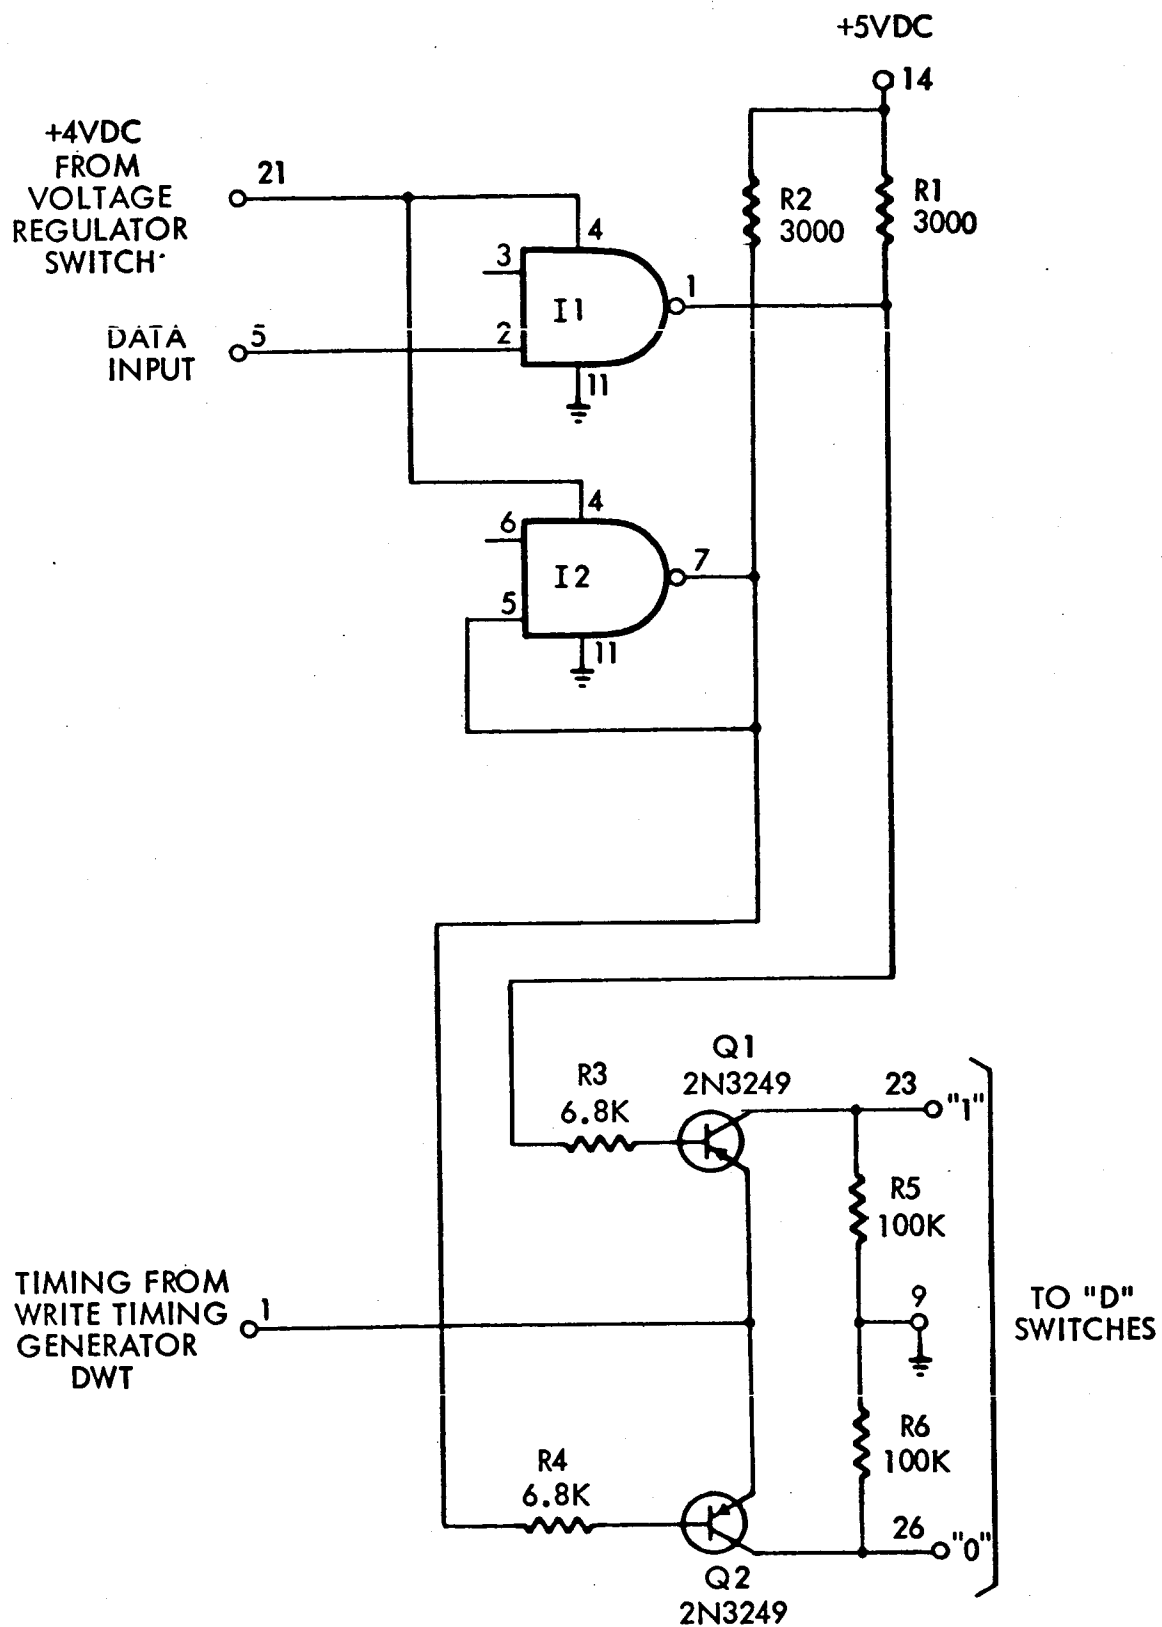 +5VDC
14
+4VDC
FROM
VOLTAGE
REGULATOR
SWITCH
21
R2
3000
R1
3000
4
3
I1
1
DATA
INPUT
5
2
11
4
6
I2
7
5
11
Q1
2N3249
R3
6.8K
23
"1"
R5
100K
TIMING FROM
WRITE TIMING
GENERATOR
DWT
1
9
TO "D"
SWITCHES
R6
100K
R4
6.8K
26
"0"
Q2
2N3249